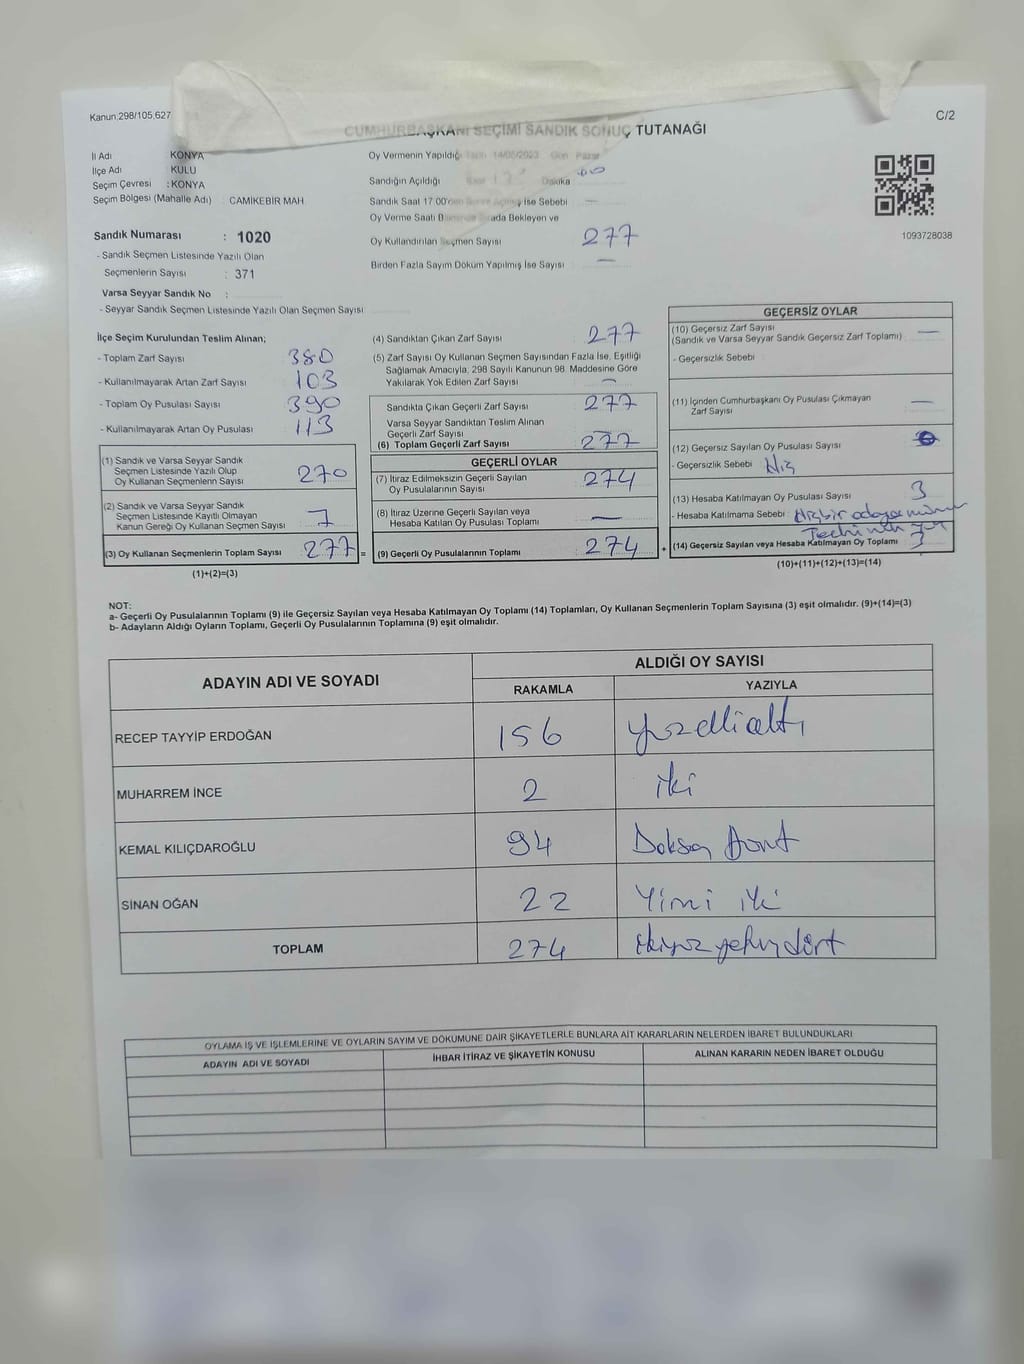 Kanun:298/105,627
C/2
CUMHURBAŞKANI SEÇİMİ SANDIK SONUÇ TUTANAĞI
İl Adı KONYA
İlçe Adı KULU
Seçim Çevresi : KONYA
Seçim Bölgesi (Mahalle Adı) CAMİKEBİR MAH.
Sandık Numarası : 1020
- Sandık Seçmen Listesinde Yazılı Olan
Seçmenlerin Sayısı : 371
Varsa Seyyar Sandık No :
- Seyyar Sandık Seçmen Listesinde Yazılı Olan Seçmen Sayısı
Oy Vermenin Yapıldığı Tarih 14/05/2023 Gün Pazar
Sandığın Açıldığı Saat Dakika
Sandık Saat 17:00'den Sonra Açılmış İse Sebebi —
Oy Verme Saati Bitiminde Sırada Bekleyen ve
Oy Kullandırılan Seçmen Sayısı 277
Birden Fazla Sayım Döküm Yapılmış İse Sayısı —
1093728038
İlçe Seçim Kurulundan Teslim Alınan;
- Toplam Zarf Sayısı 380
- Kullanılmayarak Artan Zarf Sayısı 103
- Toplam Oy Pusulası Sayısı 390
- Kullanılmayarak Artan Oy Pusulası 113
(1) Sandık ve Varsa Seyyar Sandık
Seçmen Listesinde Yazılı Olup
Oy Kullanan Seçmenlerin Sayısı 270
(2) Sandık ve Varsa Seyyar Sandık
Seçmen Listesinde Kayıtlı Olmayan
Kanun Gereği Oy Kullanan Seçmen Sayısı 7
(3) Oy Kullanan Seçmenlerin Toplam Sayısı 277 =
(1)+(2)=(3)
(4) Sandıktan Çıkan Zarf Sayısı 277
(5) Zarf Sayısı Oy Kullanan Seçmen Sayısından Fazla İse, Eşitliği
Sağlamak Amacıyla, 298 Sayılı Kanunun 98. Maddesine Göre
Yakılarak Yok Edilen Zarf Sayısı —
Sandıkta Çıkan Geçerli Zarf Sayısı 277
Varsa Seyyar Sandıktan Teslim Alınan
Geçerli Zarf Sayısı
(6) Toplam Geçerli Zarf Sayısı 277
GEÇERLİ OYLAR
(7) İtiraz Edilmeksizin Geçerli Sayılan
Oy Pusulalarının Sayısı 274
(8) İtiraz Üzerine Geçerli Sayılan veya
Hesaba Katılan Oy Pusulası Toplamı —
(9) Geçerli Oy Pusulalarının Toplamı 274 +
GEÇERSİZ OYLAR
(10) Geçersiz Zarf Sayısı —
(Sandık ve Varsa Seyyar Sandık Geçersiz Zarf Toplamı)
- Geçersizlik Sebebi
(11) İçinden Cumhurbaşkanı Oy Pusulası Çıkmayan
Zarf Sayısı —
(12) Geçersiz Sayılan Oy Pusulası Sayısı
- Geçersizlik Sebebi Hiç
(13) Hesaba Katılmayan Oy Pusulası Sayısı 3
- Hesaba Katılmama Sebebi Hiçbir adaya mühür
(14) Geçersiz Sayılan veya Hesaba Katılmayan Oy Toplamı 3
(10)+(11)+(12)+(13)=(14)
NOT:
a- Geçerli Oy Pusulalarının Toplamı (9) ile Geçersiz Sayılan veya Hesaba Katılmayan Oy Toplamı (14) Toplamları, Oy Kullanan Seçmenlerin Toplam Sayısına (3) eşit olmalıdır. (9)+(14)=(3)
b- Adayların Aldığı Oyların Toplamı, Geçerli Oy Pusulalarının Toplamına (9) eşit olmalıdır.
ADAYIN ADI VE SOYADI
ALDIĞI OY SAYISI
RAKAMLA YAZIYLA
RECEP TAYYİP ERDOĞAN 156 yüzellialtı
MUHARREM İNCE 2 iki
KEMAL KILIÇDAROĞLU 94 Doksan Dört
SİNAN OĞAN 22 Yirmi iki
TOPLAM 274 ikiyüzyetmişdört
OYLAMA İŞ VE İŞLEMLERİNE VE OYLARIN SAYIM VE DÖKÜMÜNE DAİR ŞİKAYETLERLE BUNLARA AİT KARARLARIN NELERDEN İBARET BULUNDUKLARI
ADAYIN ADI VE SOYADI İHBAR İTİRAZ VE ŞİKAYETİN KONUSU ALINAN KARARIN NEDEN İBARET OLDUĞU